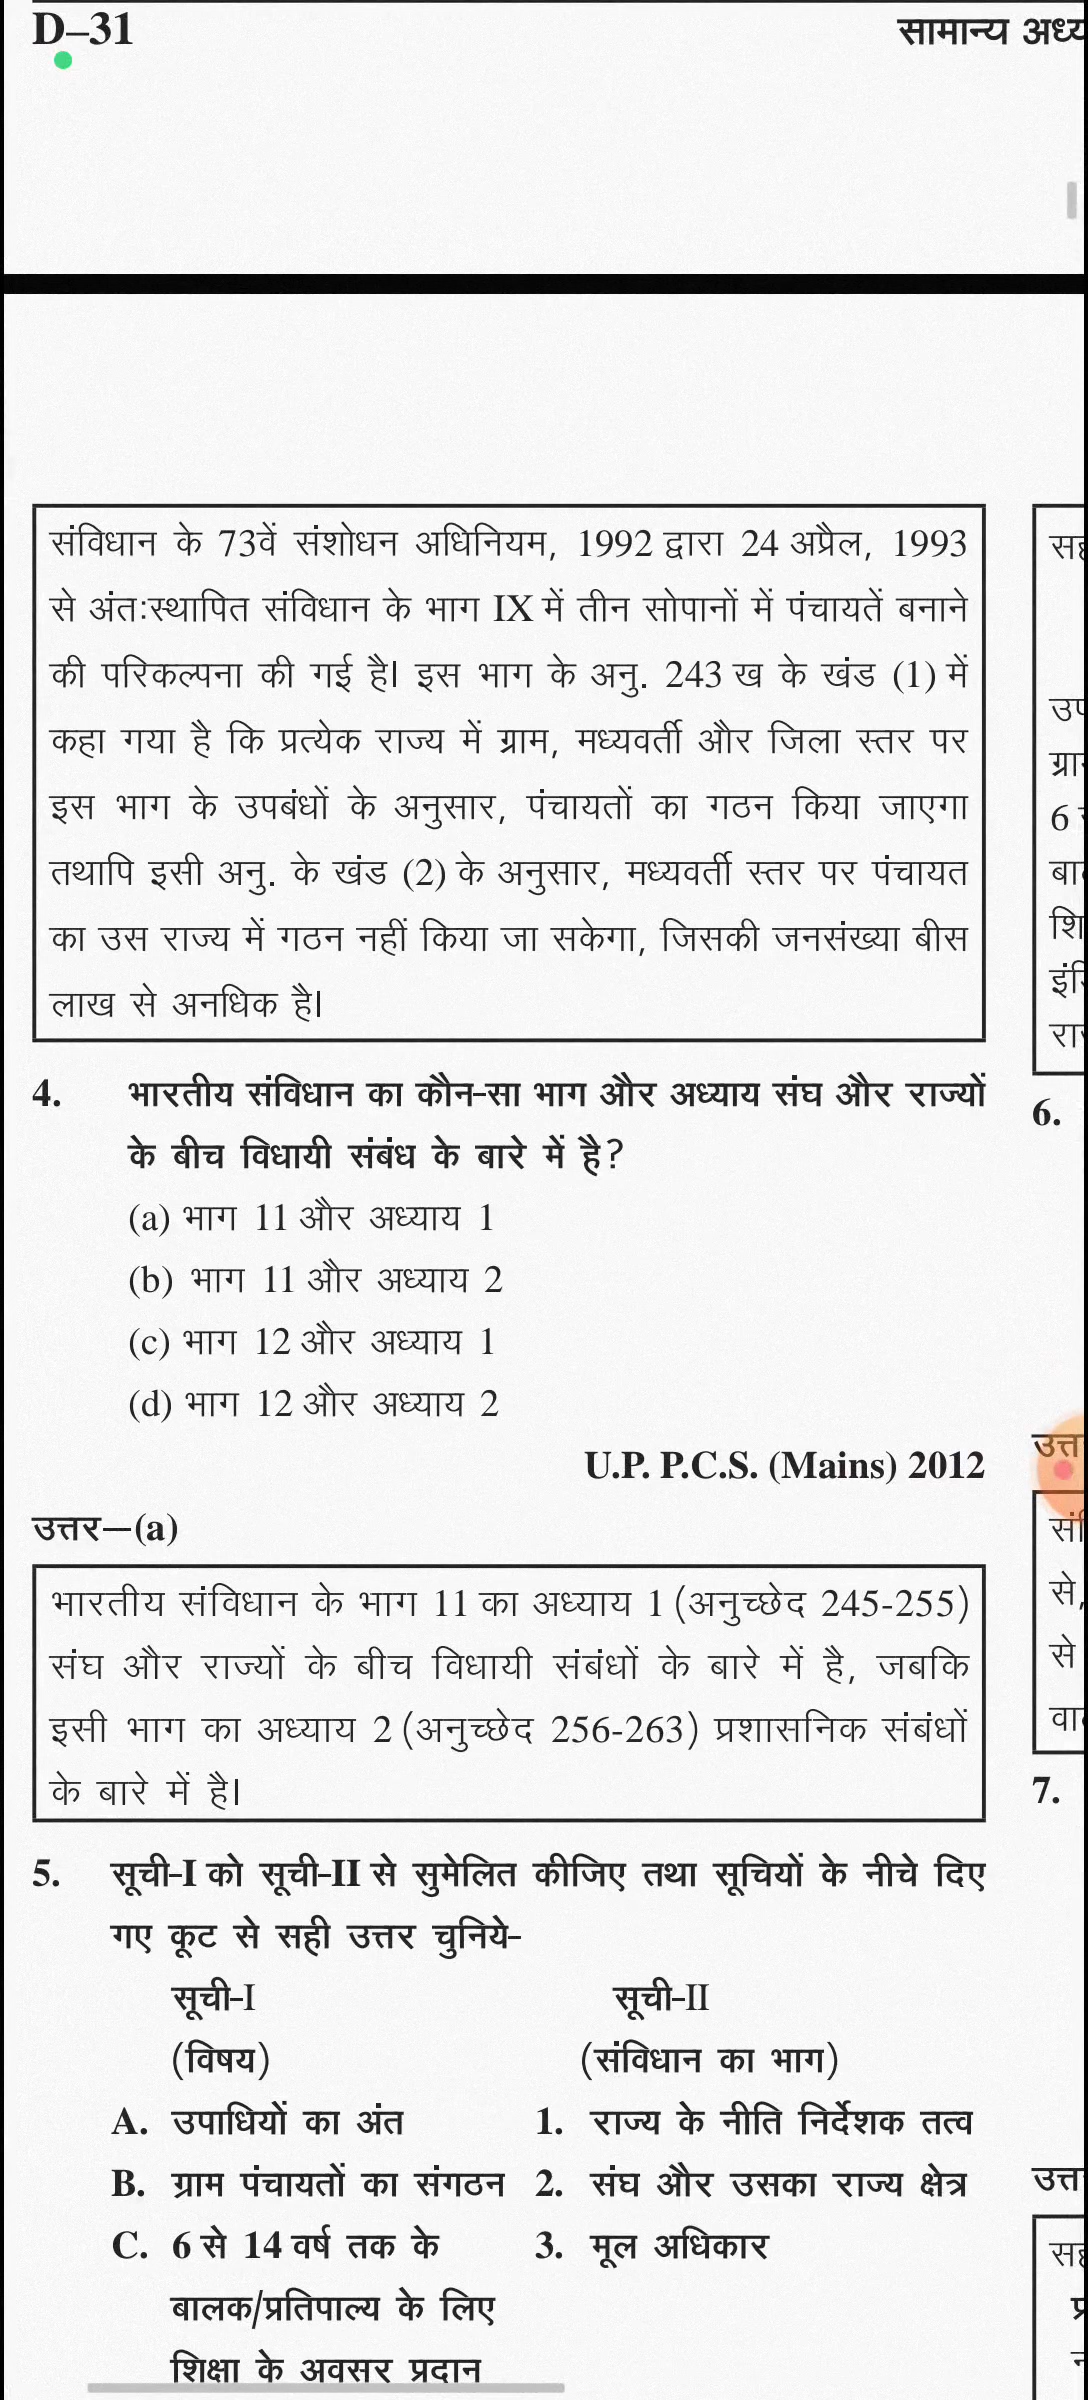 D–31
सामान्य अध्य
संविधान के 73वें संशोधन अधिनियम, 1992 द्वारा 24 अप्रैल, 1993
से अंतःस्थापित संविधान के भाग IX में तीन सोपानों में पंचायतें बनाने
की परिकल्पना की गई है। इस भाग के अनु. 243 ख के खंड (1) में
कहा गया है कि प्रत्येक राज्य में ग्राम, मध्यवर्ती और जिला स्तर पर
इस भाग के उपबंधों के अनुसार, पंचायतों का गठन किया जाएगा
तथापि इसी अनु. के खंड (2) के अनुसार, मध्यवर्ती स्तर पर पंचायत
का उस राज्य में गठन नहीं किया जा सकेगा, जिसकी जनसंख्या बीस
लाख से अनधिक है।
4. भारतीय संविधान का कौन-सा भाग और अध्याय संघ और राज्यों
के बीच विधायी संबंध के बारे में है?
(a) भाग 11 और अध्याय 1
(b) भाग 11 और अध्याय 2
(c) भाग 12 और अध्याय 1
(d) भाग 12 और अध्याय 2
U.P. P.C.S. (Mains) 2012
उत्तर—(a)
भारतीय संविधान के भाग 11 का अध्याय 1 (अनुच्छेद 245-255)
संघ और राज्यों के बीच विधायी संबंधों के बारे में है, जबकि
इसी भाग का अध्याय 2 (अनुच्छेद 256-263) प्रशासनिक संबंधों
के बारे में है।
5. सूची-I को सूची-II से सुमेलित कीजिए तथा सूचियों के नीचे दिए
गए कूट से सही उत्तर चुनिये-
सूची-I सूची-II
(विषय) (संविधान का भाग)
A. उपाधियों का अंत 1. राज्य के नीति निर्देशक तत्व
B. ग्राम पंचायतों का संगठन 2. संघ और उसका राज्य क्षेत्र
C. 6 से 14 वर्ष तक के 3. मूल अधिकार
बालक/प्रतिपाल्य के लिए
शिक्षा के अवसर प्रदान
6
6.
से,
से
7.